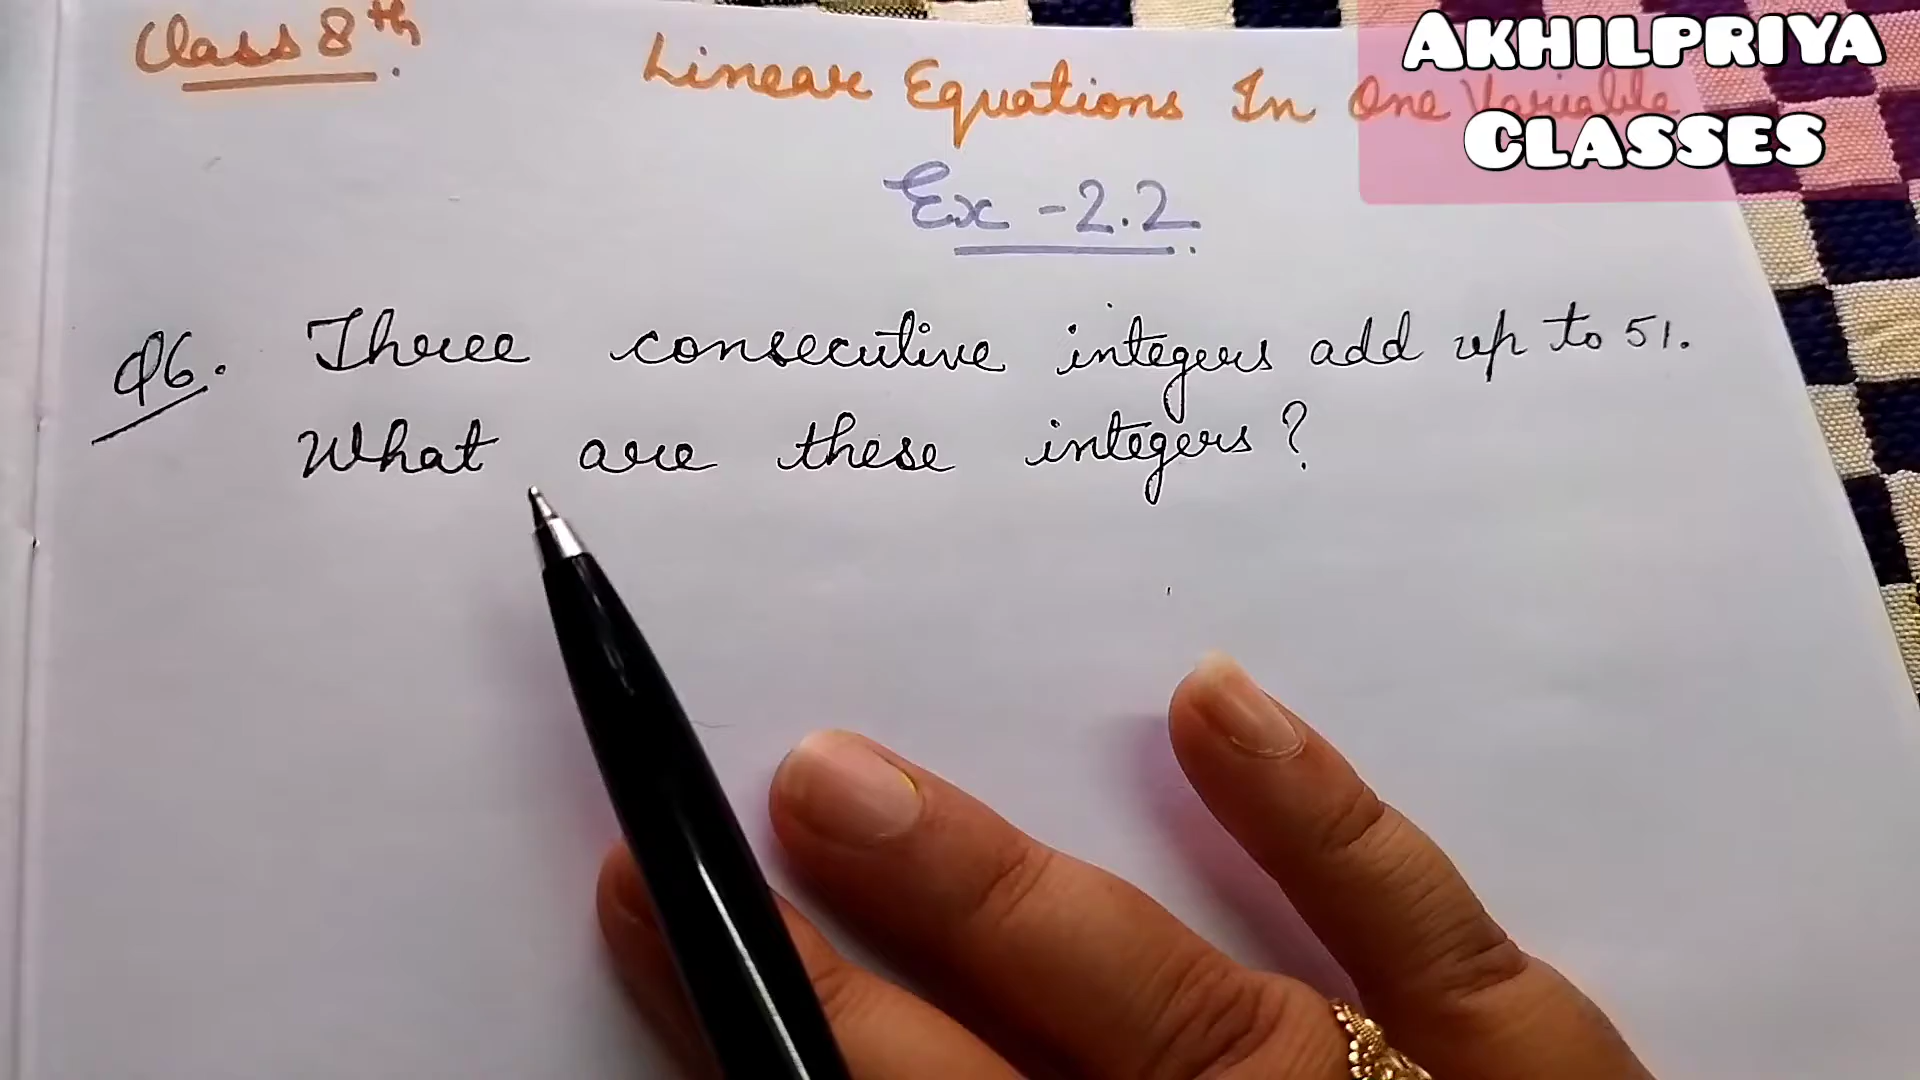 Class 8th
Linear Equations In One Variable
AKHILPRIYA
CLASSES
Ex - 2.2.
Q6. Three consecutive integers add up to 51.
What are these integers?